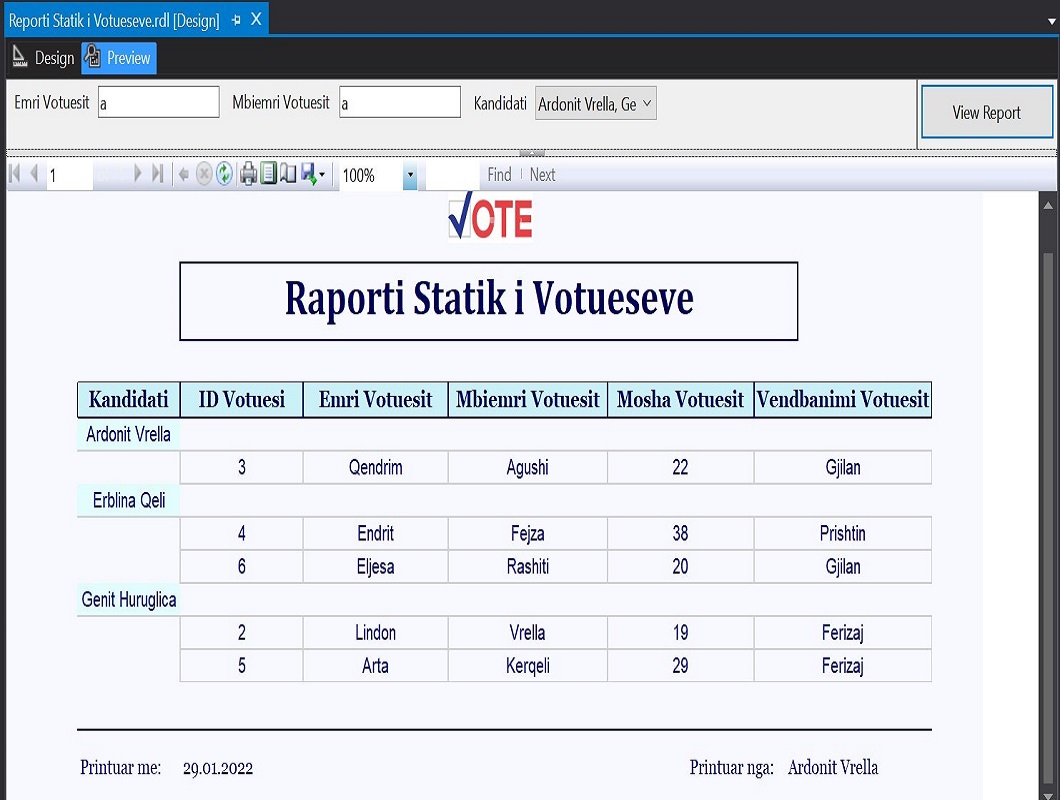 Reporti Statik i Votueseve.rdl [Design] X
Design Preview
Emri Votuesit a Mbiemri Votuesit a Kandidati Ardonit Vrella, Ge View Report
1 100% Find Next
VOTE
Raporti Statik i Votueseve
Kandidati ID Votuesi Emri Votuesit Mbiemri Votuesit Mosha Votuesit Vendbanimi Votuesit
Ardonit Vrella
3 Qendrim Agushi 22 Gjilan
Erblina Qeli
4 Endrit Fejza 38 Prishtin
6 Eljesa Rashiti 20 Gjilan
Genit Huruglica
2 Lindon Vrella 19 Ferizaj
5 Arta Kerqeli 29 Ferizaj
Printuar me: 29.01.2022 Printuar nga: Ardonit Vrella